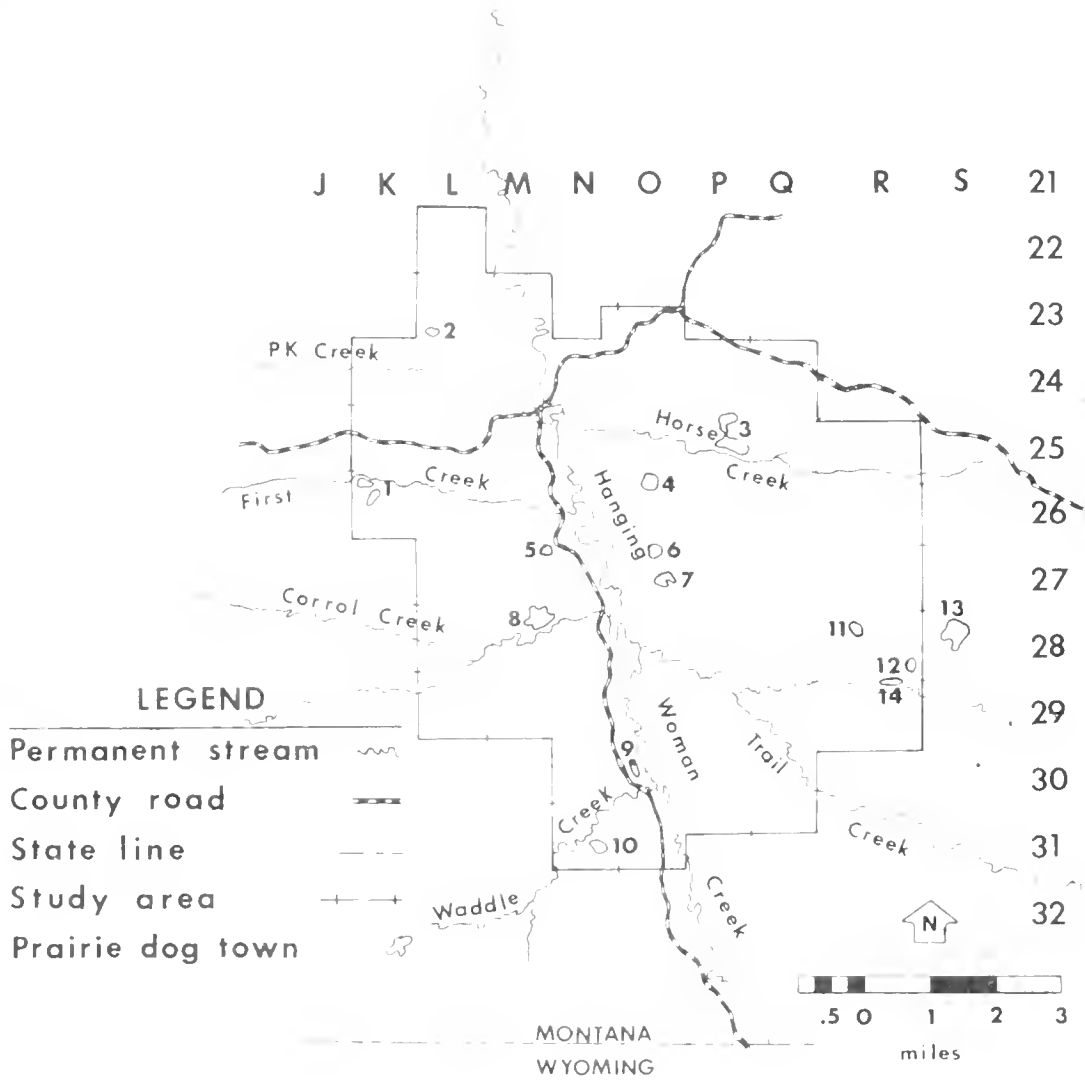 J K L M N O P Q R S 21
22
23
2
PK Creek
24
Horse 3
25
Creek
Creek
First
1
4
26
Hanging
5
6
27
7
Corrol Creek
8
13
11
28
12
14
LEGEND
29
Woman
Trail
Permanent stream
9
30
County road
Creek
Creek
State line
10
31
Study area
Creek
Waddle
32
N
Prairie dog town
.5 0 1 2 3
miles
MONTANA
WYOMING